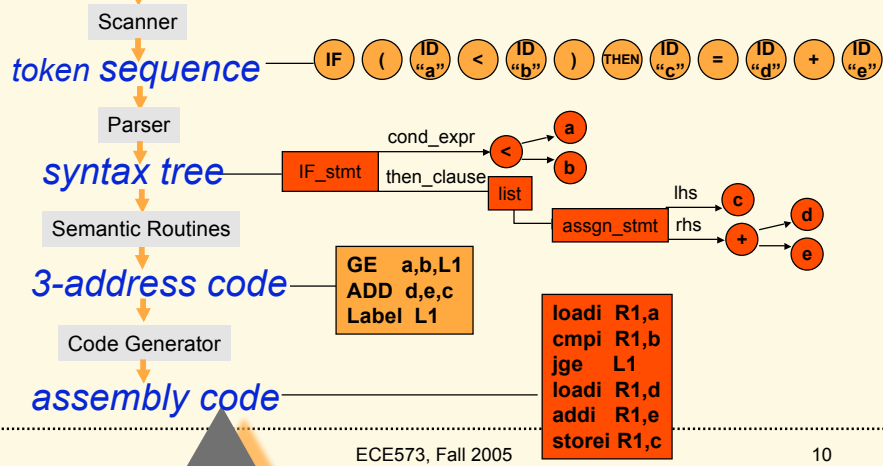 Scanner
token sequence
IF ( ID "a" < ID "b" ) THEN ID "c" = ID "d" + ID "e"
Parser
syntax tree
IF_stmt
cond_expr
<
a
b
then_clause
list
assgn_stmt
lhs
c
rhs
+
d
e
Semantic Routines
3-address code
GE a,b,L1
ADD d,e,c
Label L1
Code Generator
assembly code
loadi R1,a
cmpi R1,b
jge L1
loadi R1,d
addi R1,e
storei R1,c
ECE573, Fall 2005
10